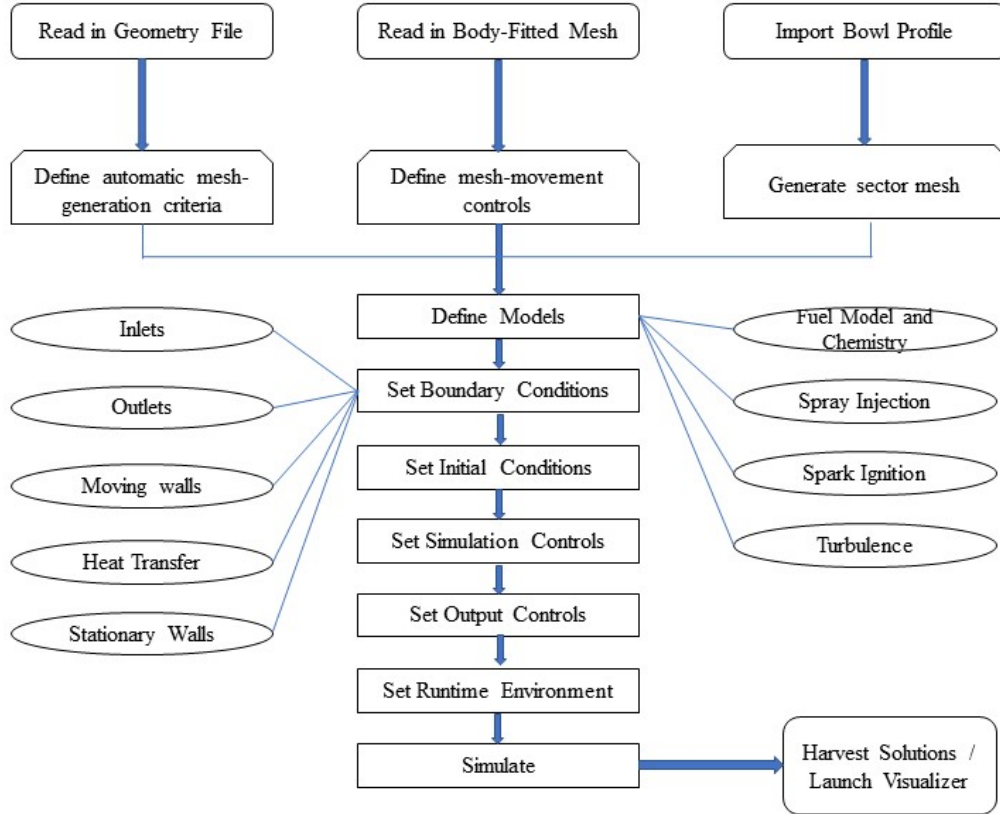 Read in Geometry File
Read in Body-Fitted Mesh
Import Bowl Profile
Define automatic mesh-
generation criteria
Define mesh-movement
controls
Generate sector mesh
Define Models
Inlets
Fuel Model and
Chemistry
Set Boundary Conditions
Outlets
Spray Injection
Set Initial Conditions
Moving walls
Spark Ignition
Set Simulation Controls
Heat Transfer
Turbulence
Set Output Controls
Stationary Walls
Set Runtime Environment
Simulate
Harvest Solutions /
Launch Visualizer